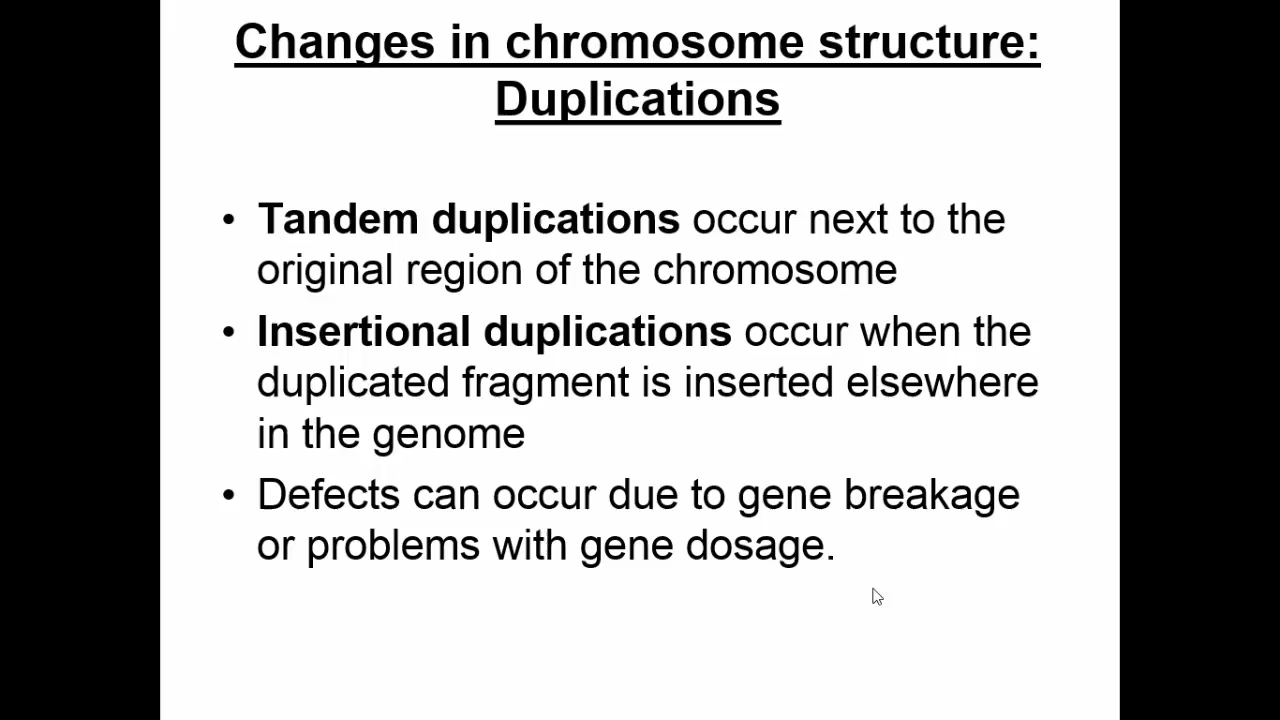 Changes in chromosome structure:
Duplications
• Tandem duplications occur next to the
original region of the chromosome
• Insertional duplications occur when the
duplicated fragment is inserted elsewhere
in the genome
• Defects can occur due to gene breakage
or problems with gene dosage.